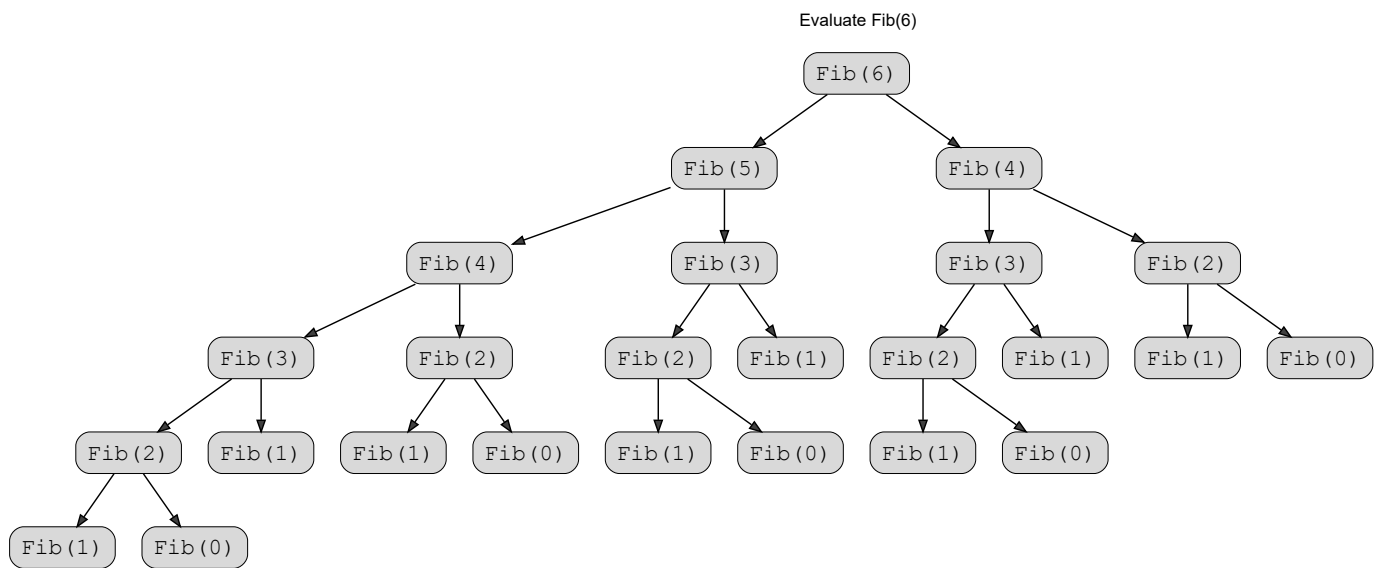 Evaluate Fib(6)
Fib(6)
Fib(5) Fib(4)
Fib(4) Fib(3) Fib(3) Fib(2)
Fib(3) Fib(2) Fib(2) Fib(1) Fib(2) Fib(1) Fib(1) Fib(0)
Fib(2) Fib(1) Fib(1) Fib(0) Fib(1) Fib(0) Fib(1) Fib(0)
Fib(1) Fib(0)